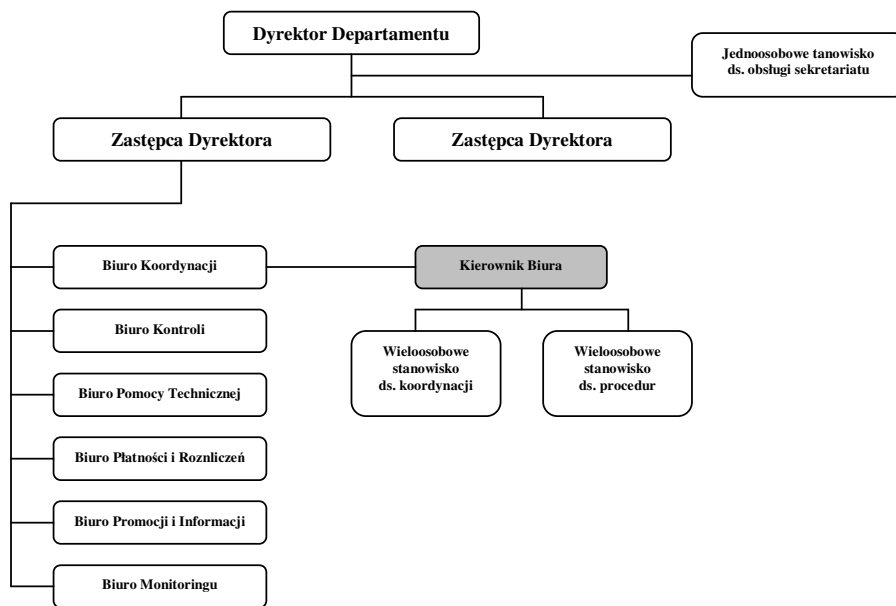 Dyrektor Departamentu
Jednoosobowe tanowisko
ds. obsługi sekretariatu
Zastępca Dyrektora
Zastępca Dyrektora
Biuro Koordynacji
Kierownik Biura
Biuro Kontroli
Wieloosobowe
stanowisko
ds. koordynacji
Wieloosobowe
stanowisko
ds. procedur
Biuro Pomocy Technicznej
Biuro Płatności i Roznliczeń
Biuro Promocji i Informacji
Biuro Monitoringu